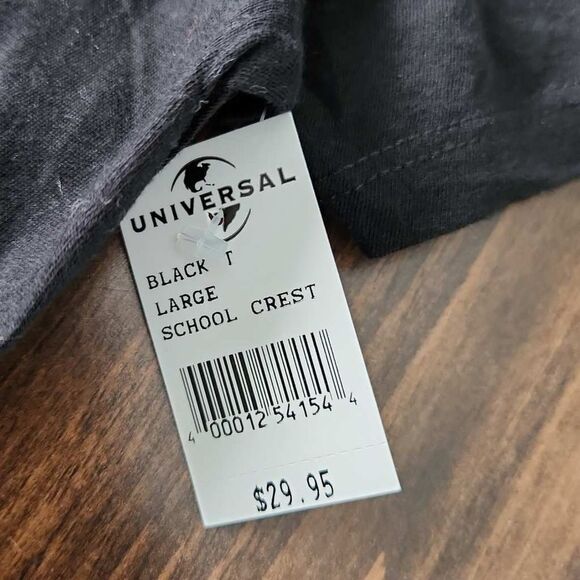 UNIVERSAL
BLACK T
LARGE
SCHOOL CREST
4 00012 54154 4
$29.95